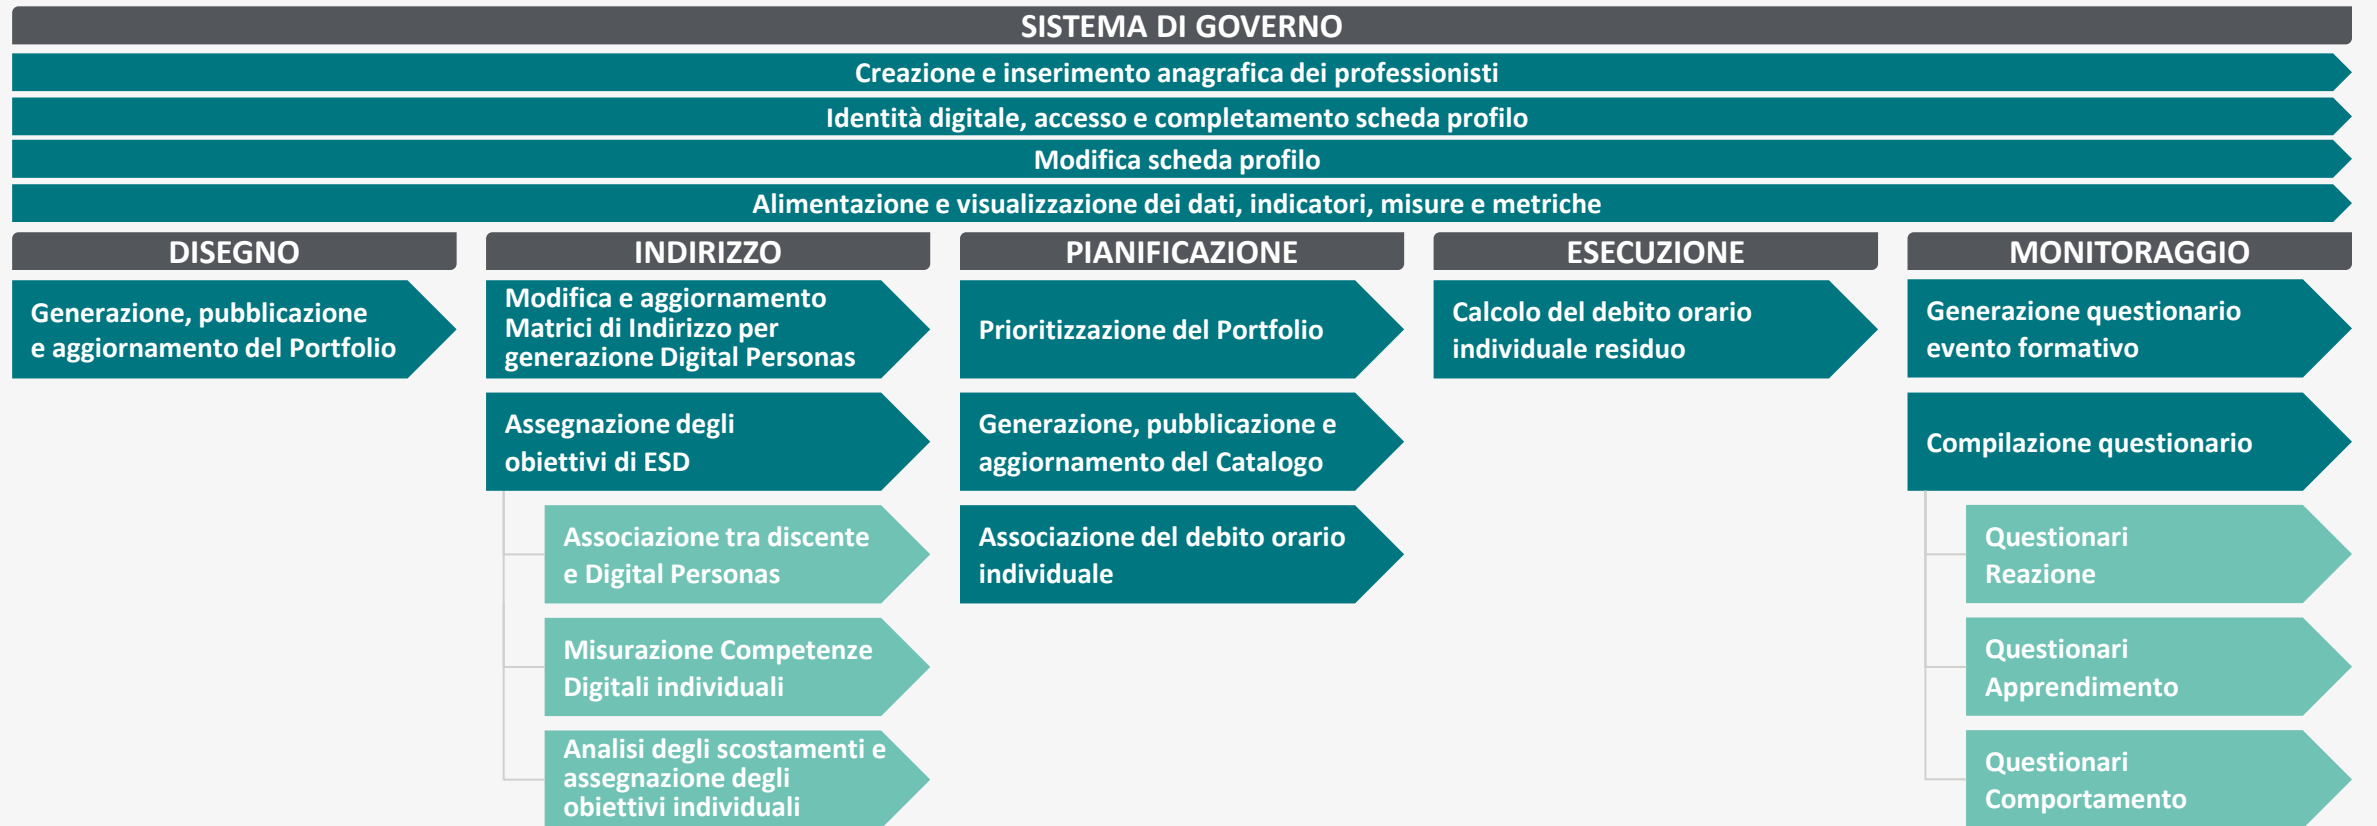 SISTEMA DI GOVERNO
Creazione e inserimento anagrafica dei professionisti
Identità digitale, accesso e completamento scheda profilo
Modifica scheda profilo
Alimentazione e visualizzazione dei dati, indicatori, misure e metriche
DISEGNO
Generazione, pubblicazione
e aggiornamento del Portfolio
INDIRIZZO
Modifica e aggiornamento
Matrici di Indirizzo per
generazione Digital Personas
Assegnazione degli
obiettivi di ESD
Associazione tra discente
e Digital Personas
Misurazione Competenze
Digitali individuali
Analisi degli scostamenti e
assegnazione degli
obiettivi individuali
PIANIFICAZIONE
Prioritizzazione del Portfolio
Generazione, pubblicazione e
aggiornamento del Catalogo
Associazione del debito orario
individuale
ESECUZIONE
Calcolo del debito orario
individuale residuo
MONITORAGGIO
Generazione questionario
evento formativo
Compilazione questionario
Questionari
Reazione
Questionari
Apprendimento
Questionari
Comportamento